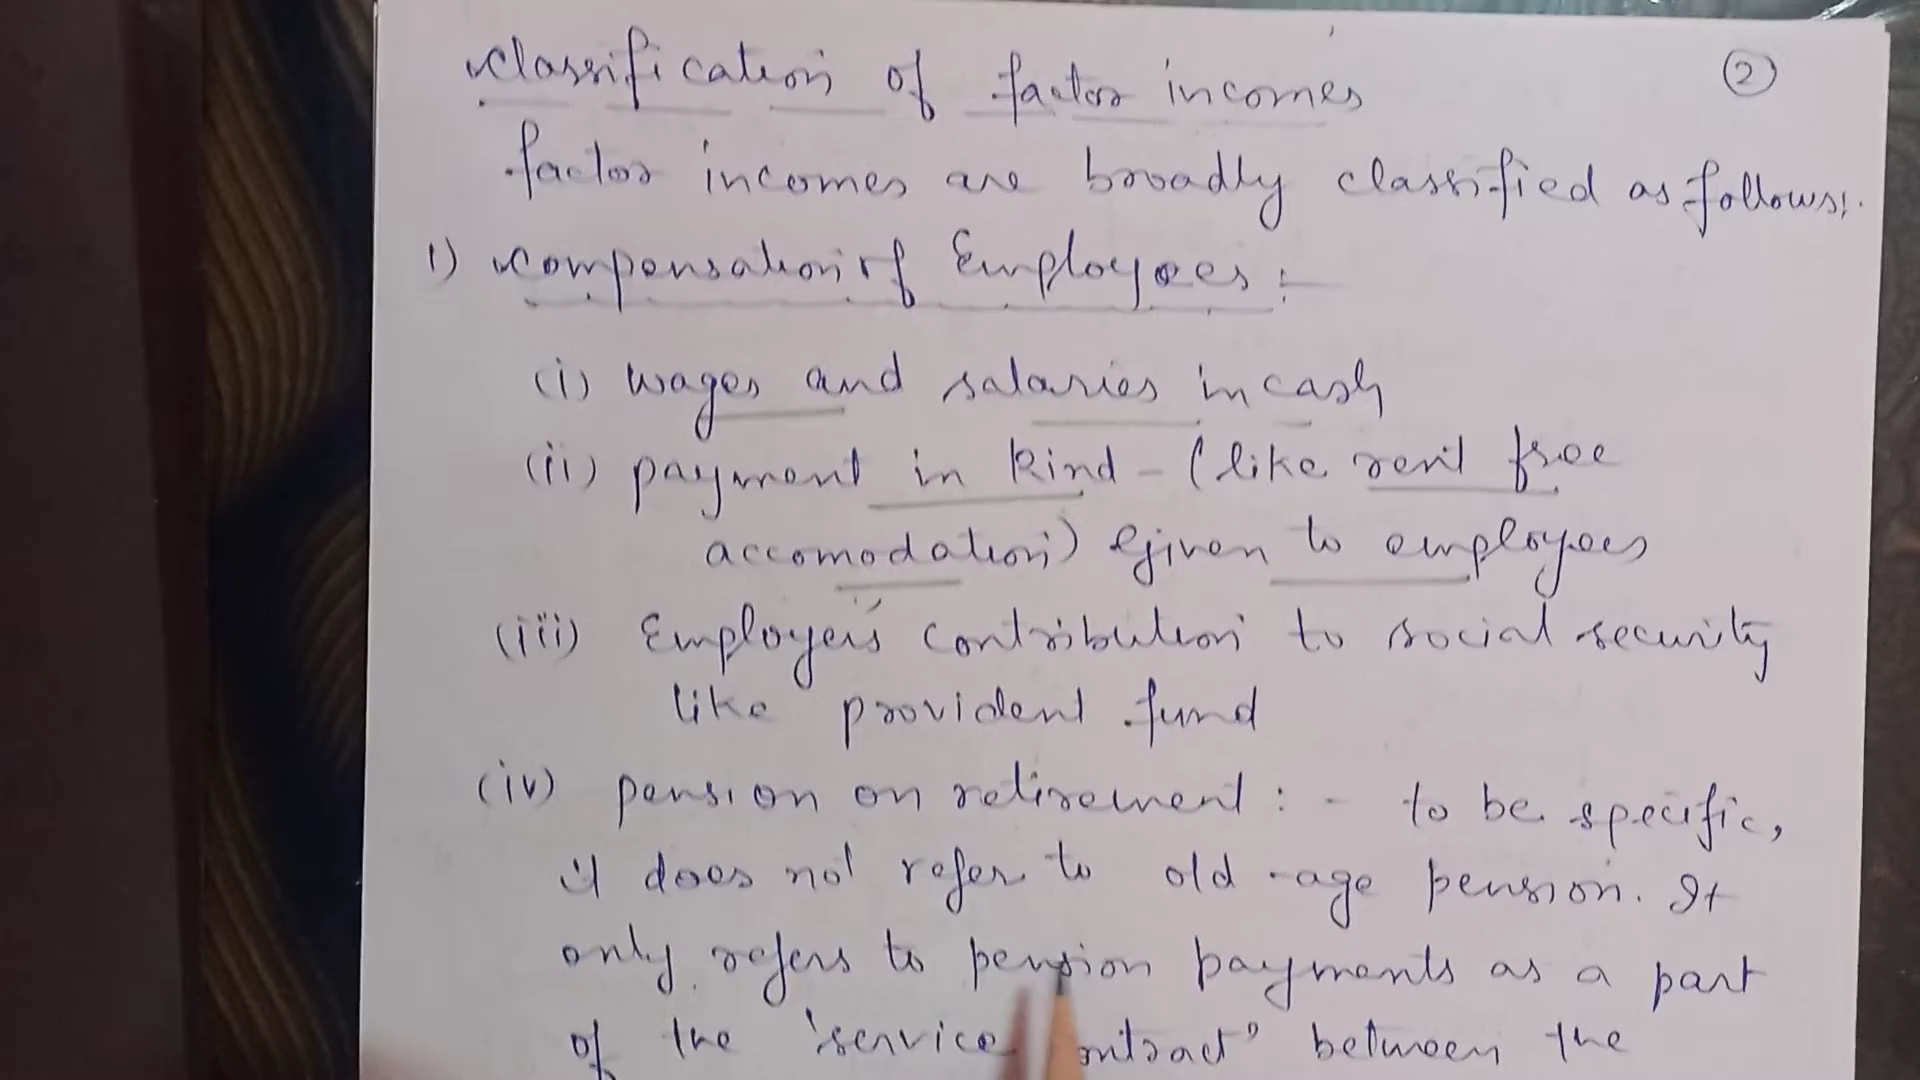 classification of factor incomes
②
factor incomes are broadly classified as follows:
1) compensation of Employees :-
(i) wages and salaries in cash
(ii) payment in kind - (like rent free
accomodation) given to employees
(iii) Employer's contribution to social security
like provident fund
(iv) pension on retirement : - to be specific,
it does not refer to old-age pension. It
only refers to pension payments as a part
of the 'service contract' between the